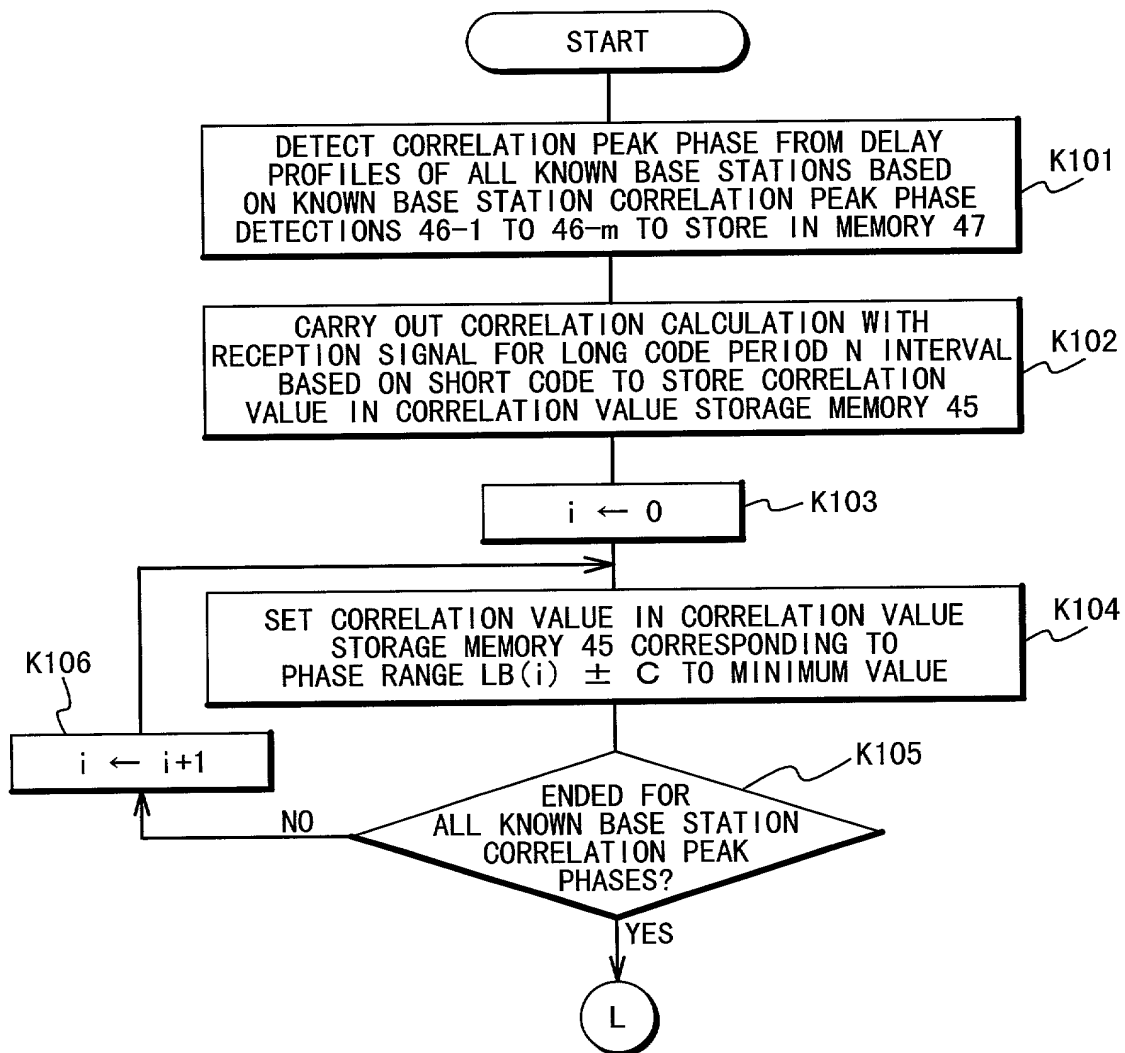 START
DETECT CORRELATION PEAK PHASE FROM DELAY
PROFILES OF ALL KNOWN BASE STATIONS BASED
ON KNOWN BASE STATION CORRELATION PEAK PHASE
DETECTIONS 46-1 TO 46-m TO STORE IN MEMORY 47
K101
CARRY OUT CORRELATION CALCULATION WITH
RECEPTION SIGNAL FOR LONG CODE PERIOD N INTERVAL
BASED ON SHORT CODE TO STORE CORRELATION
VALUE IN CORRELATION VALUE STORAGE MEMORY 45
K102
i ← 0
K103
SET CORRELATION VALUE IN CORRELATION VALUE
STORAGE MEMORY 45 CORRESPONDING TO
PHASE RANGE LB(i) ± C TO MINIMUM VALUE
K104
K106
i ← i+1
K105
ENDED FOR
ALL KNOWN BASE STATION
CORRELATION PEAK
PHASES?
NO
YES
L